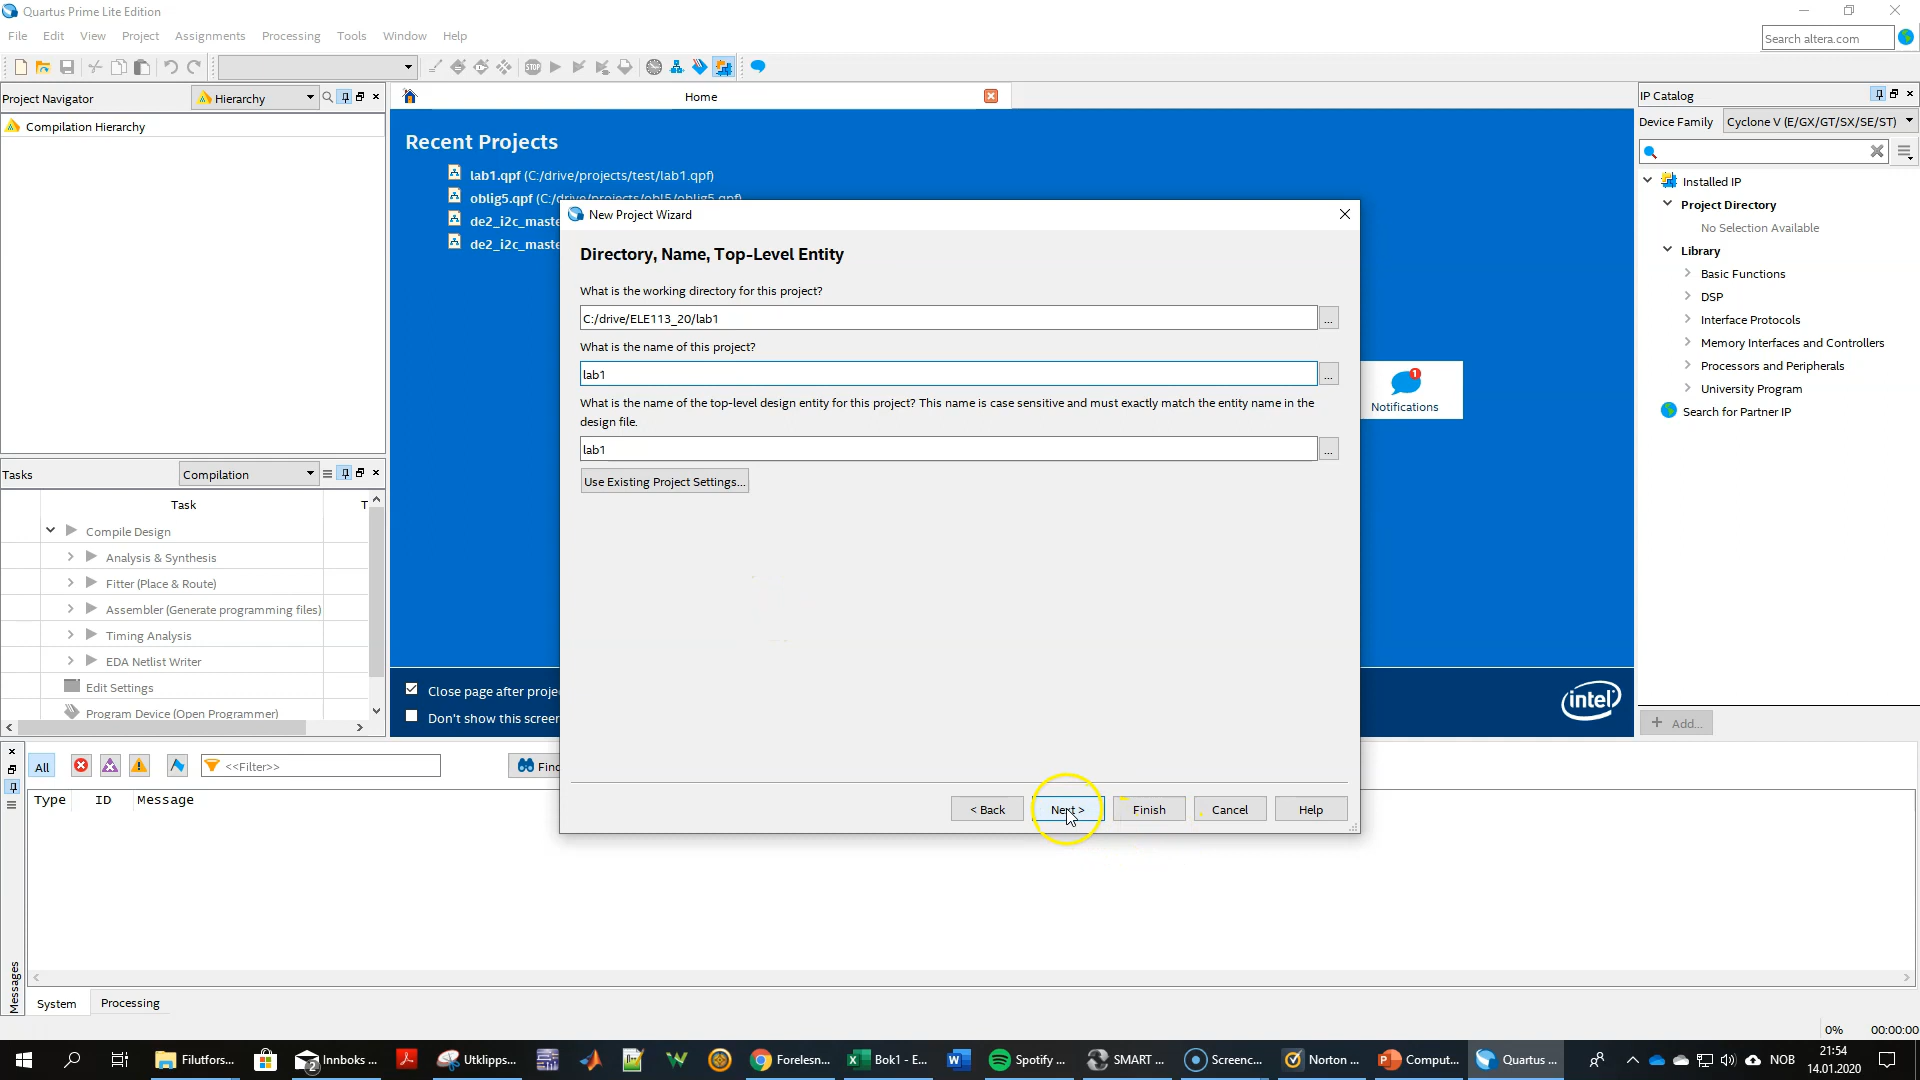 Quartus Prime Lite Edition
File Edit View Project Assignments Processing Tools Window Help
Search altera.com
Project Navigator Hierarchy
Home
IP Catalog
Compilation Hierarchy
Device Family Cyclone V (E/GX/GT/SX/SE/ST)
Recent Projects
lab1.qpf (C:/drive/projects/test/lab1.qpf)
oblig5.qpf (C:/drive/projects/obl5/oblig5.qpf)
de2_i2c_maste
de2_i2c_maste
Installed IP
Project Directory
No Selection Available
Library
Basic Functions
DSP
Interface Protocols
Memory Interfaces and Controllers
Processors and Peripherals
University Program
Search for Partner IP
Add...
New Project Wizard
Directory, Name, Top-Level Entity
What is the working directory for this project?
C:/drive/ELE113_20/lab1
...
What is the name of this project?
lab1
...
What is the name of the top-level design entity for this project? This name is case sensitive and must exactly match the entity name in the
design file.
lab1
...
Use Existing Project Settings...
< Back Next > Finish Cancel Help
1
Notifications
intel
Close page after proje
Don't show this screen
Tasks Compilation
Task T
Compile Design
Analysis & Synthesis
Fitter (Place & Route)
Assembler (Generate programming files)
Timing Analysis
EDA Netlist Writer
Edit Settings
Program Device (Open Programmer)
All <<Filter>> Find
Type ID Message
Messages
System Processing
0% 00:00:00
Filutfors... 2 Innboks ... Utklipps... Forelesn... Bok1 - E... Spotify ... SMART ... Screenc... Norton ... Comput... Quartus ... NOB 21:54
14.01.2020